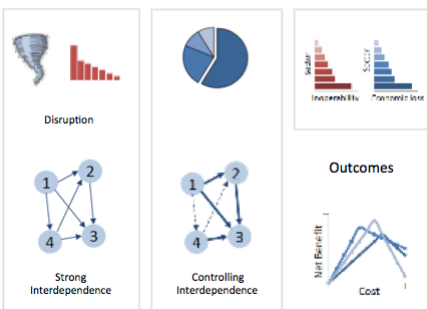 Disruption
1
2
4
3
Strong
Interdependence
1
2
4
3
Controlling
Interdependence
Sector
Inoperability
Sector
Economic loss
Outcomes
Net Benefit
Cost